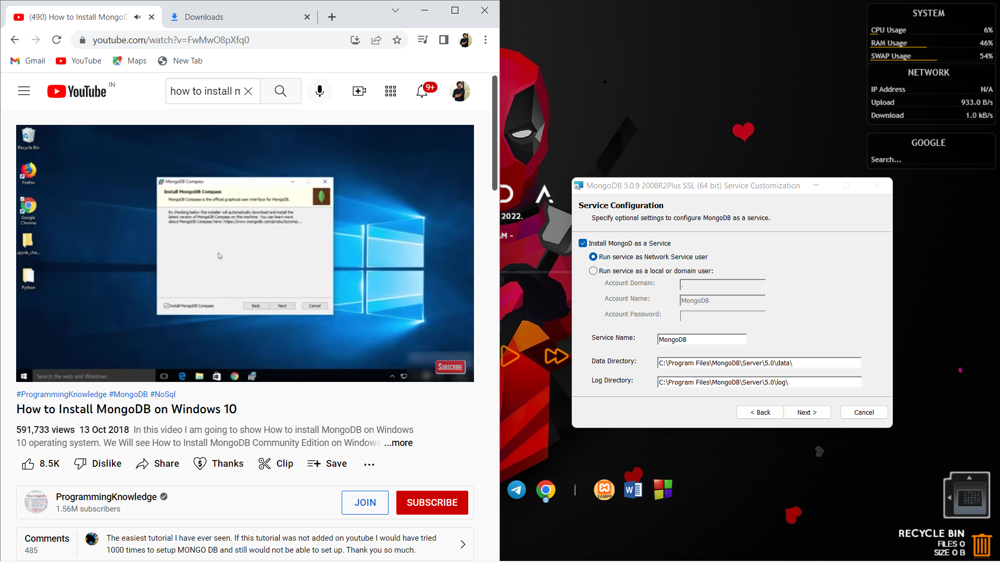 (490) How to Install MongoD
Downloads
youtube.com/watch?v=FwMwO8pXfq0
Gmail
YouTube
Maps
New Tab
YouTube
IN
how to install m
9+
Recycle Bin
Firefox
Google
Chrome
ipynb_che...
Python
MongoDB Compass
Install MongoDB Compass
MongoDB Compass is the official graphical user interface for MongoDB.
By checking below this installer will automatically download and install the
latest version of MongoDB Compass on this machine. You can learn more
about MongoDB Compass here: https://www.mongodb.com/products/comp...
Install MongoDB Compass
Back
Next
Cancel
SUBSCRIBE
Search the web and Windows
#ProgrammingKnowledge #MongoDB #NoSql
How to Install MongoDB on Windows 10
591,733 views 13 Oct 2018 In this video I am going to show How to install MongoDB on Windows
10 operating system. We Will see How to Install MongoDB Community Edition on Windows ...more
8.5K
Dislike
Share
Thanks
Clip
Save
ProgrammingKnowledge
1.56M subscribers
JOIN
SUBSCRIBE
Comments
485
The easiest tutorial I have ever seen. If this tutorial was not added on youtube I would have tried
1000 times to setup MONGO DB and still would not be able to set up. Thank you so much.
2022.
AM -
MongoDB 5.0.9 2008R2Plus SSL (64 bit) Service Customization
Service Configuration
Specify optional settings to configure MongoDB as a service.
Install MongoD as a Service
Run service as Network Service user
Run service as a local or domain user:
Account Domain:
.
Account Name:
MongoDB
Account Password:
Service Name:
MongoDB
Data Directory:
C:\Program Files\MongoDB\Server\5.0\data\
Log Directory:
C:\Program Files\MongoDB\Server\5.0\log\
< Back
Next >
Cancel
SYSTEM
CPU Usage
6%
RAM Usage
46%
SWAP Usage
54%
NETWORK
IP Address
N/A
Upload
933.0 B/s
Download
1.0 kB/s
GOOGLE
Search...
XAMPP
W
RECYCLE BIN
FILES 0
SIZE 0 B